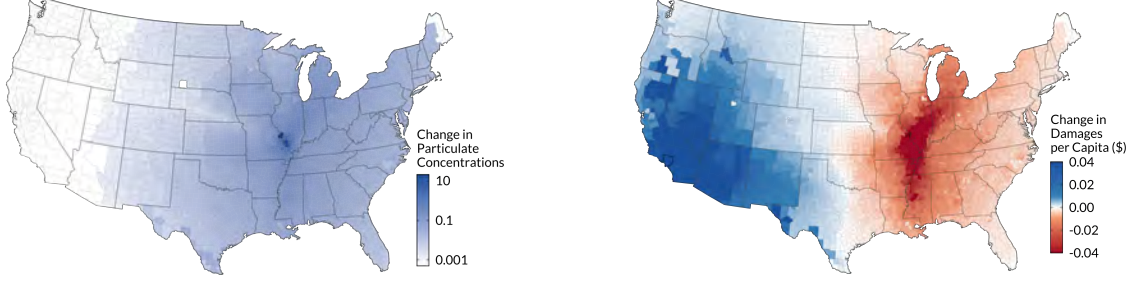 Change in
Particulate
Concentrations
10
0.1
0.001
Change in
Damages
per Capita ($)
0.04
0.02
0.00
-0.02
-0.04